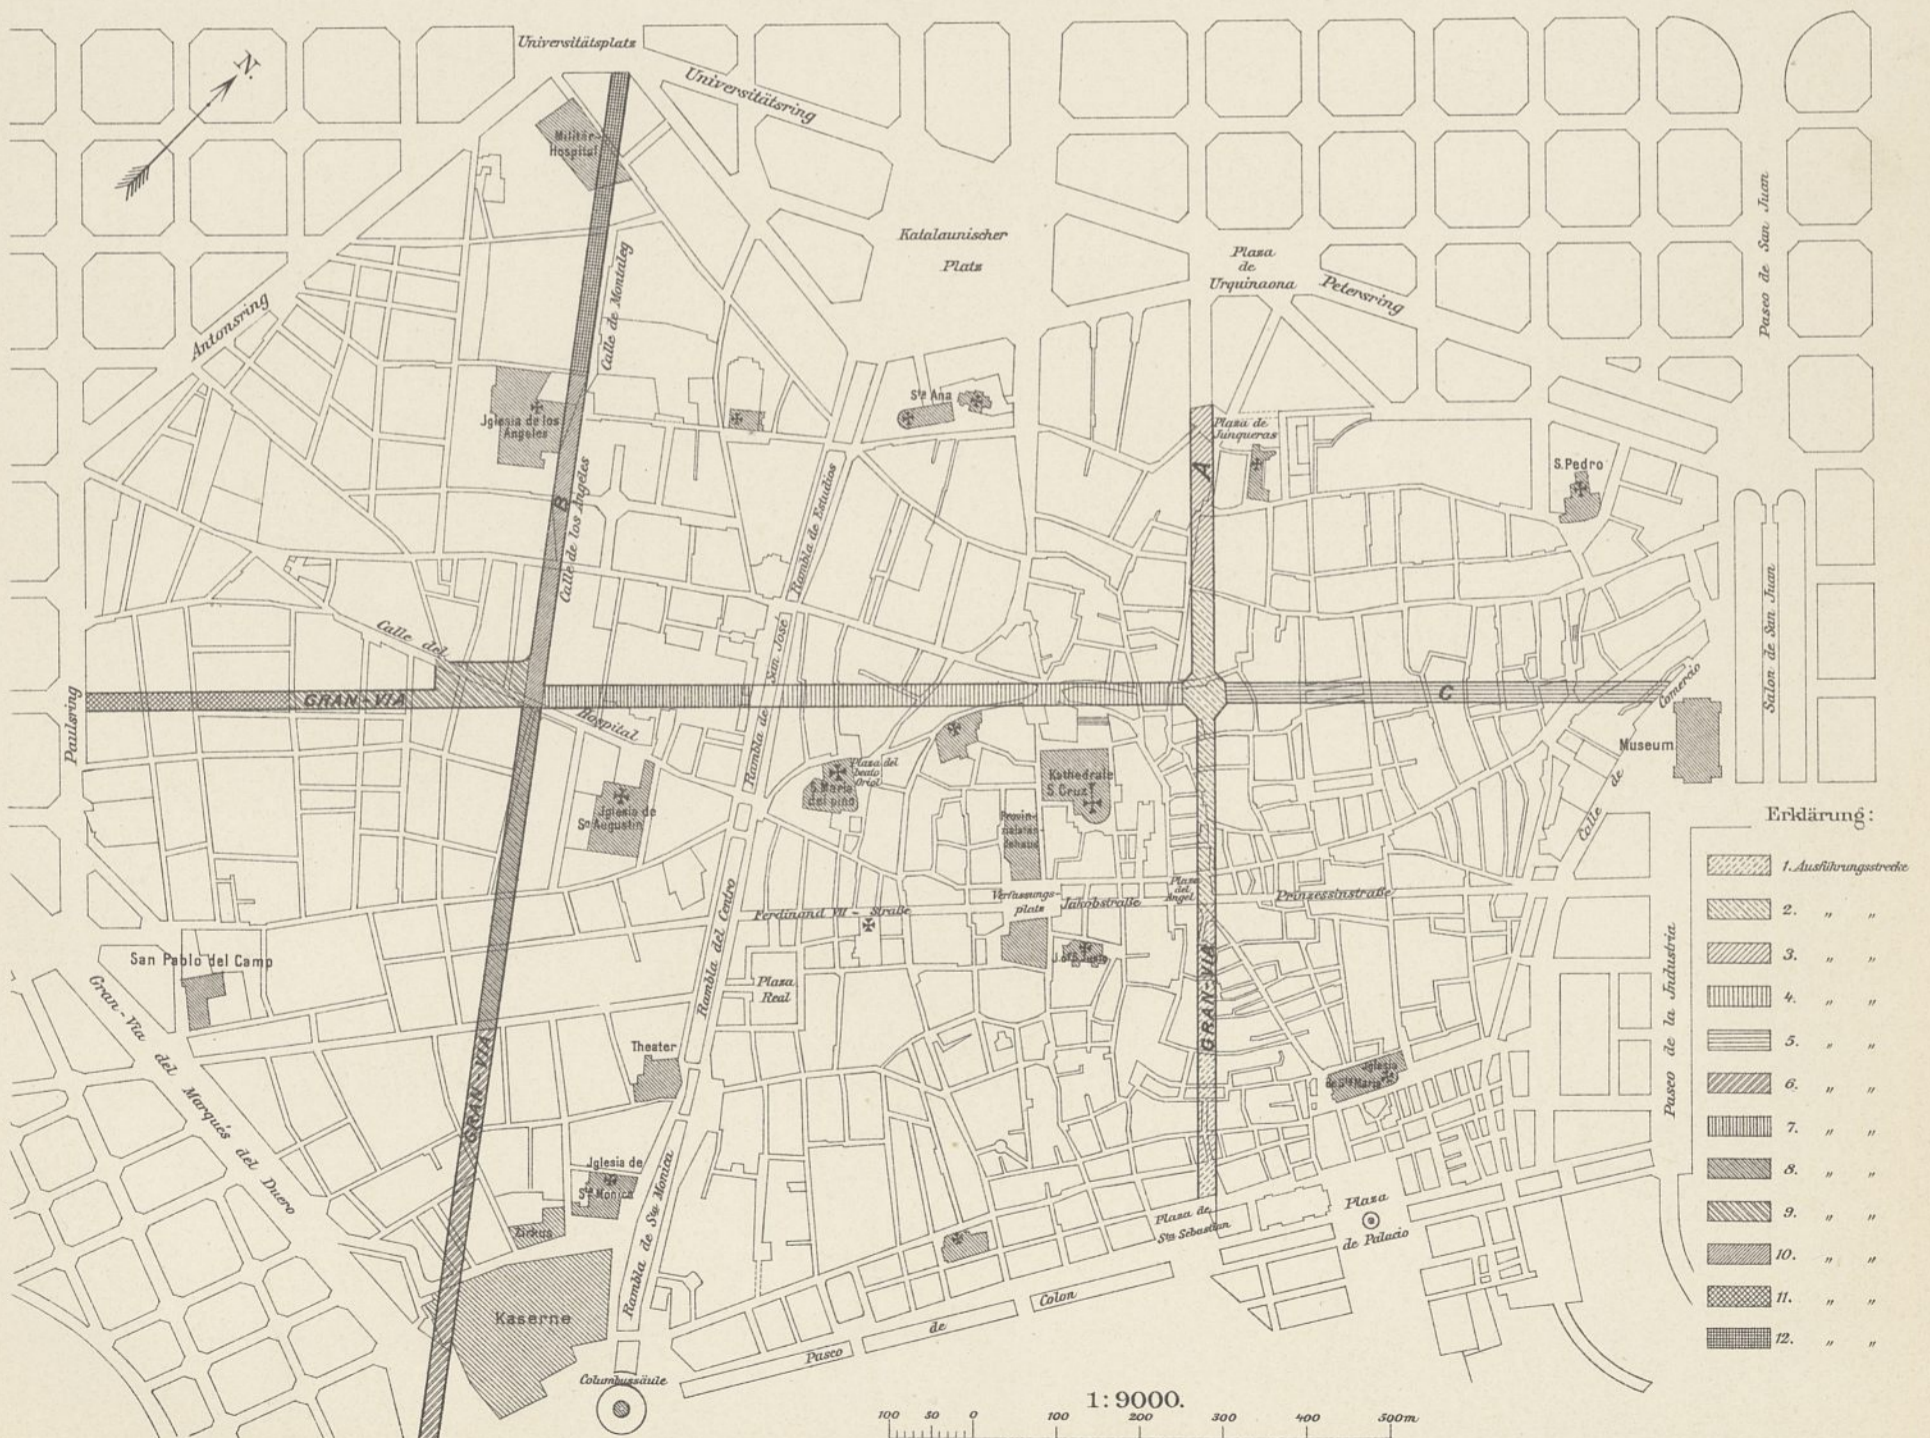 Universitätsplatz
N.
Universitätsring
Militär-
Hospital
Paseo de San Juan
Katalaunischer
Platz
Plaza
de
Urquinaona
Petersring
Calle de Montaleg
Antonsring
Sta Ana
Jglesia de los
Angeles
Plaza de
Junqueras
S. Pedro
A
B
Calle de los Angeles
Rambla de Estudios
Salon de San Juan
Calle del
Hospital
Rambla de San José
GRAN-VIA
C
Calle de Comercio
Paulsring
Museum
Plaza del
beato
Oriol
S. Maria
del pino
Kathedrale
S. Cruz
Jglesia de
Sn Augustin
Provin-
Verfassungs-
platz
Jakobstraße
Plaza
del
Angel
Prinzessinstraße
Ferdinand VII - Straße
Rambla del Centro
San Pablo del Camp
Plaza
Real
GRAN-VIA
Gran-Via del Marqués del Duero
Theater
GRAN-VIA
Jglesia
de Sta Maria
Paseo de la Industria
Jglesia de
Sta Monica
Rambla de Sta Monica
Zirkus
Kaserne
Plaza de
Sta Sebastian
Plaza
de Palacio
Paseo de Colon
Columbussäule
Erklärung:
1. Ausführungsstrecke
2. „ „
3. „ „
4. „ „
5. „ „
6. „ „
7. „ „
8. „ „
9. „ „
10. „ „
11. „ „
12. „ „
1:9000.
100 50 0 100 200 300 400 500m